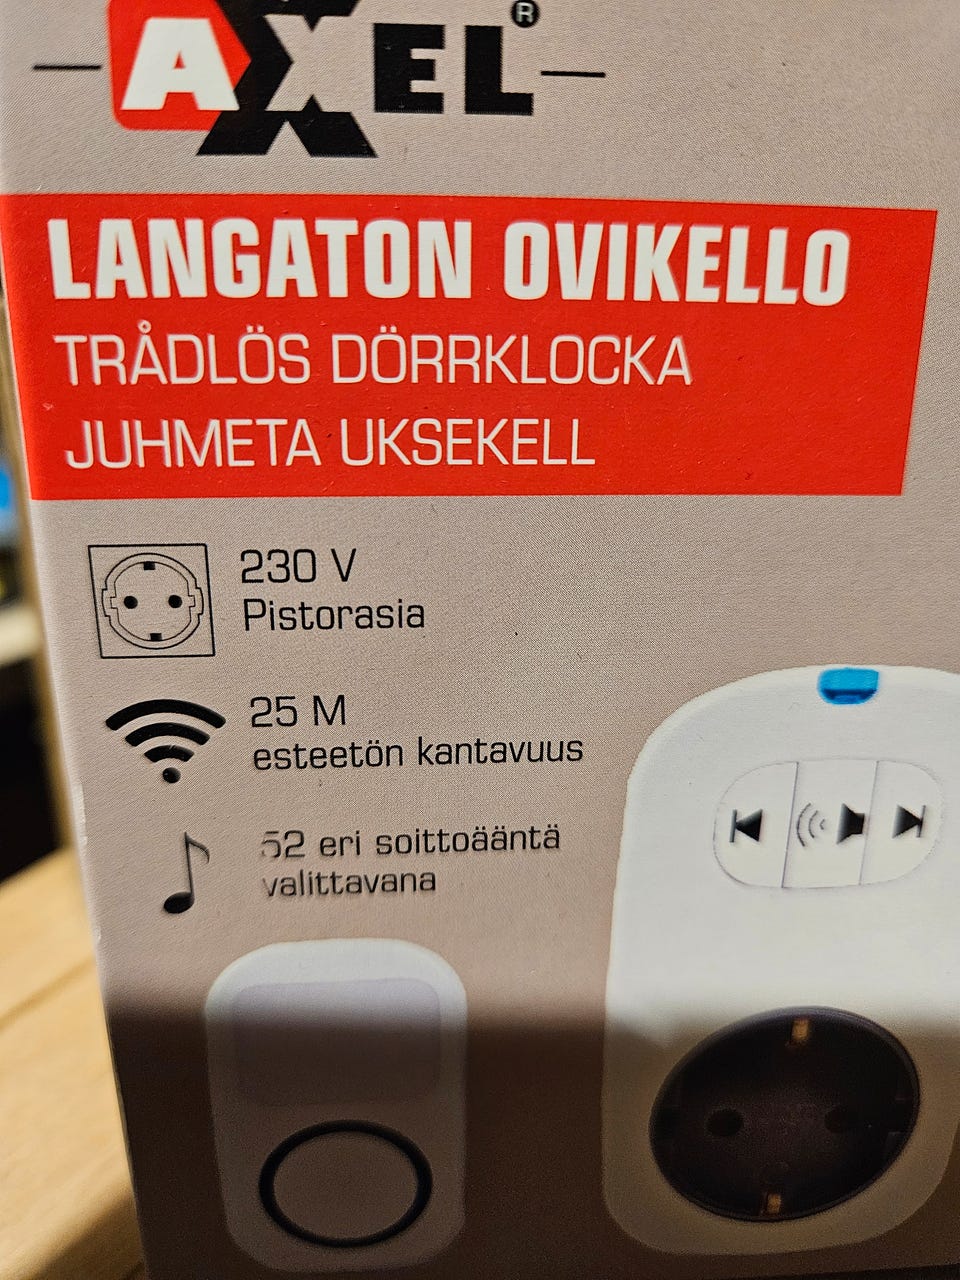 AXEL®
LANGATON OVIKELLO
TRÅDLÖS DÖRRKLOCKA
JUHMETA UKSEKELL
230 V
Pistorasia
25 M
esteetön kantavuus
52 eri soittoääntä
valittavana